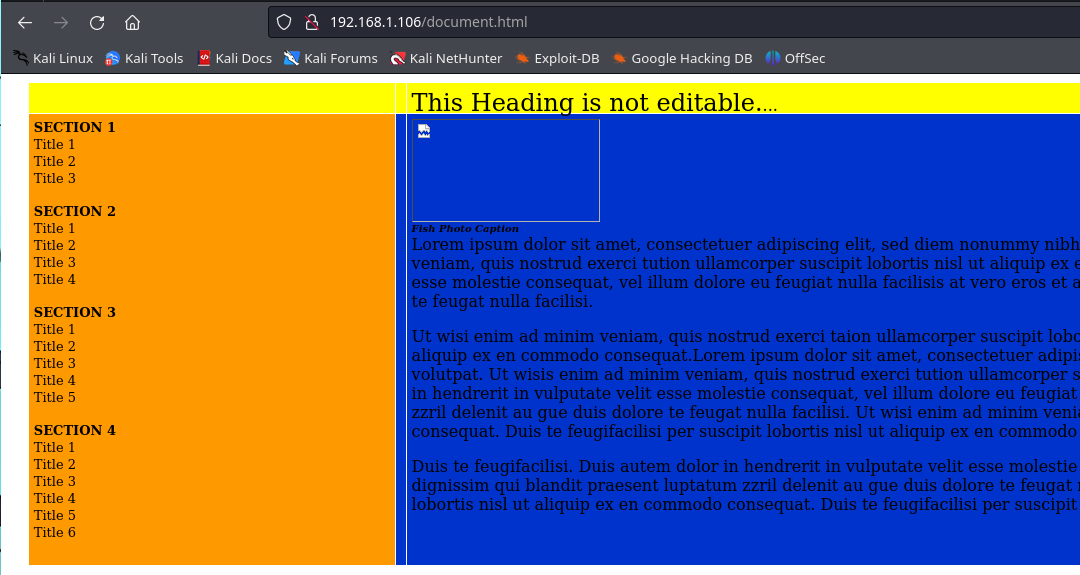 192.168.1.106/document.html
Kali Linux Kali Tools Kali Docs Kali Forums Kali NetHunter Exploit-DB Google Hacking DB OffSec
This Heading is not editable....
SECTION 1
Title 1
Title 2
Title 3
SECTION 2
Title 1
Title 2
Title 3
Title 4
SECTION 3
Title 1
Title 2
Title 3
Title 4
Title 5
SECTION 4
Title 1
Title 2
Title 3
Title 4
Title 5
Title 6
Fish Photo Caption
Lorem ipsum dolor sit amet, consectetuer adipiscing elit, sed diem nonummy nibh
veniam, quis nostrud exerci tution ullamcorper suscipit lobortis nisl ut aliquip ex e
esse molestie consequat, vel illum dolore eu feugiat nulla facilisis at vero eros et a
te feugat nulla facilisi.
Ut wisi enim ad minim veniam, quis nostrud exerci taion ullamcorper suscipit lobo
aliquip ex en commodo consequat.Lorem ipsum dolor sit amet, consectetuer adipis
volutpat. Ut wisis enim ad minim veniam, quis nostrud exerci tution ullamcorper s
in hendrerit in vulputate velit esse molestie consequat, vel illum dolore eu feugiat
zzril delenit au gue duis dolore te feugat nulla facilisi. Ut wisi enim ad minim venia
consequat. Duis te feugifacilisi per suscipit lobortis nisl ut aliquip ex en commodo
Duis te feugifacilisi. Duis autem dolor in hendrerit in vulputate velit esse molestie
dignissim qui blandit praesent luptatum zzril delenit au gue duis dolore te feugat n
lobortis nisl ut aliquip ex en commodo consequat. Duis te feugifacilisi per suscipit